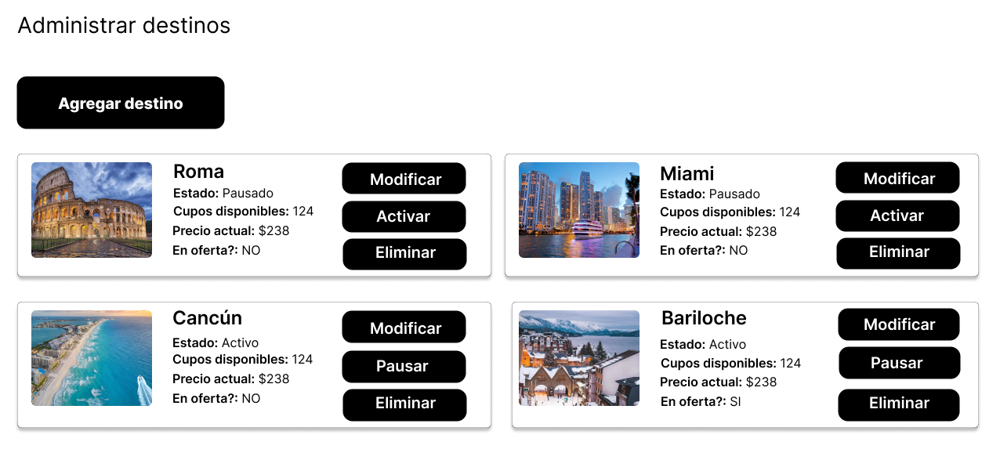 Administrar destinos
Agregar destino
Roma
Estado: Pausado
Cupos disponibles: 124
Precio actual: $238
En oferta?: NO
Modificar
Activar
Eliminar
Miami
Estado: Pausado
Cupos disponibles: 124
Precio actual: $238
En oferta?: NO
Modificar
Activar
Eliminar
Cancún
Estado: Activo
Cupos disponibles: 124
Precio actual: $238
En oferta?: NO
Modificar
Pausar
Eliminar
Bariloche
Estado: Activo
Cupos disponibles: 124
Precio actual: $238
En oferta?: SI
Modificar
Pausar
Eliminar